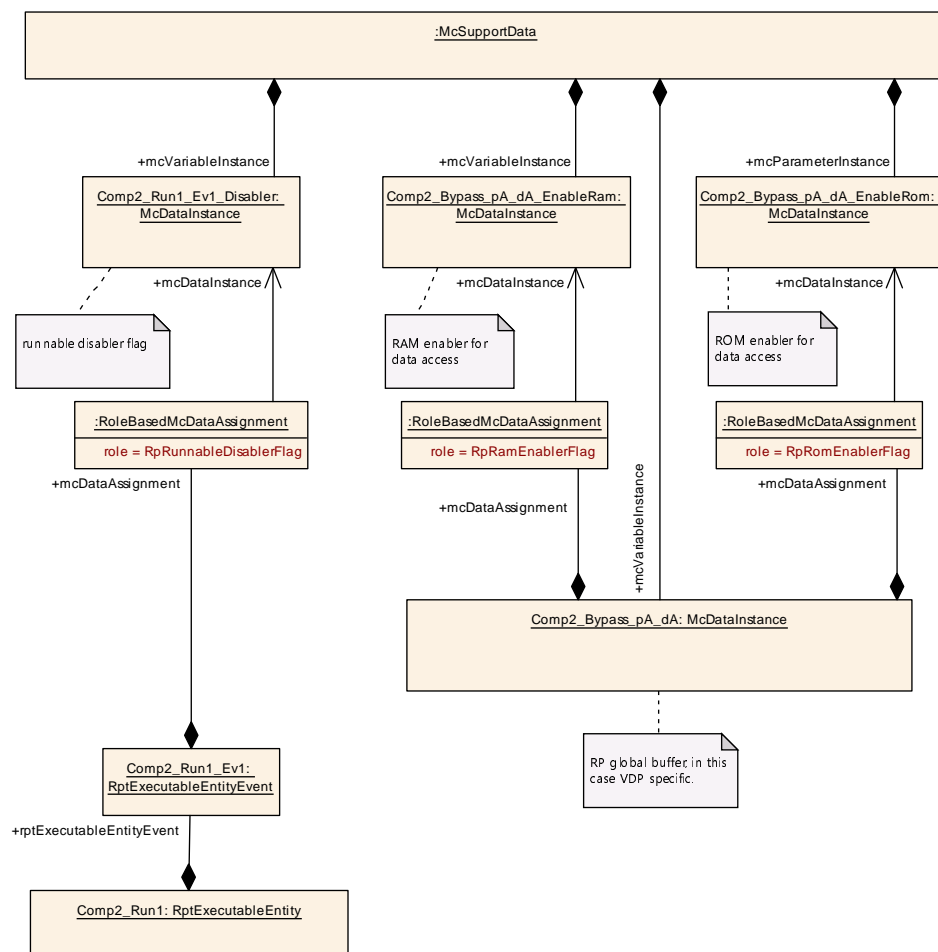 :McSupportData
+mcVariableInstance
+mcVariableInstance
+mcParameterInstance
Comp2_Run1_Ev1_Disabler:
McDataInstance
Comp2_Bypass_pA_dA_EnableRam:
McDataInstance
Comp2_Bypass_pA_dA_EnableRom:
McDataInstance
+mcDataInstance
+mcDataInstance
+mcDataInstance
runnable disabler flag
RAM enabler for
data access
ROM enabler for
data access
:RoleBasedMcDataAssignment
role = RpRunnableDisablerFlag
:RoleBasedMcDataAssignment
role = RpRamEnablerFlag
:RoleBasedMcDataAssignment
role = RpRomEnablerFlag
+mcDataAssignment
+mcDataAssignment
+mcVariableInstance
+mcDataAssignment
Comp2_Bypass_pA_dA: McDataInstance
RP global buffer, in this
case VDP specific.
Comp2_Run1_Ev1:
RptExecutableEntityEvent
+rptExecutableEntityEvent
Comp2_Run1: RptExecutableEntity